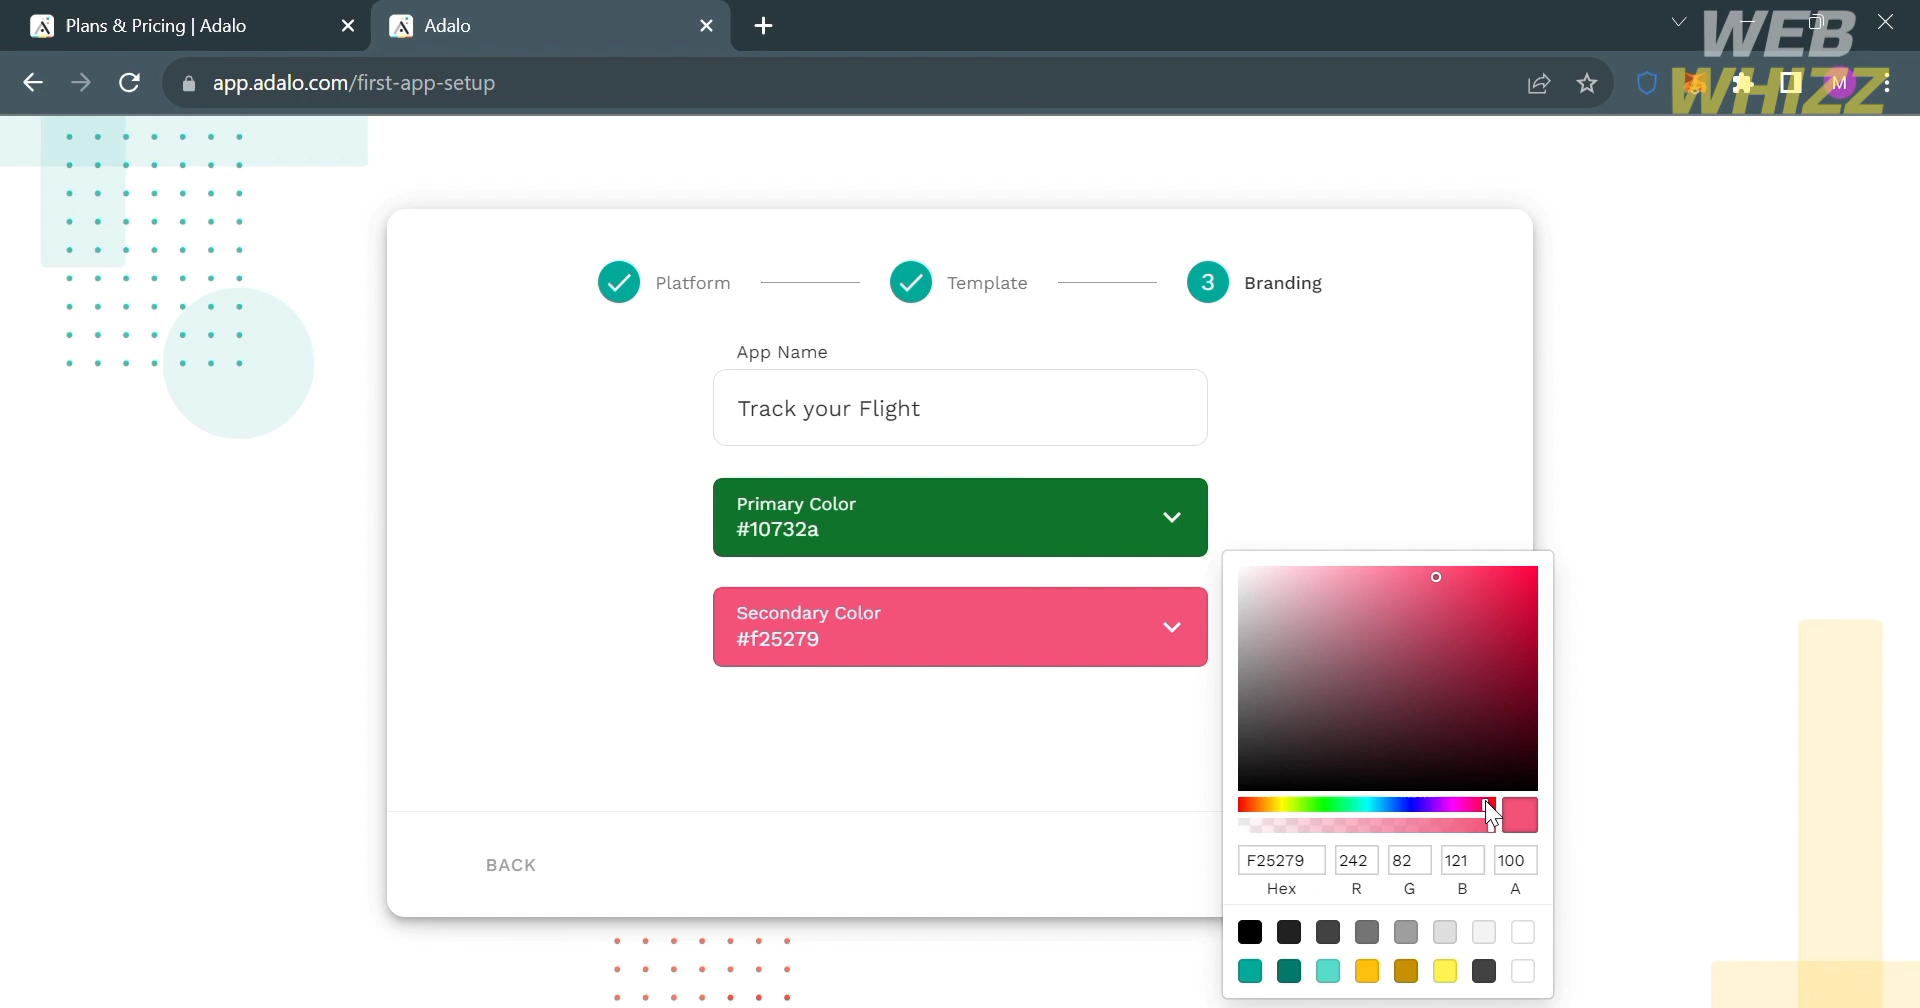 Plans & Pricing | Adalo
Adalo
WEB
WHIZZ
app.adalo.com/first-app-setup
M
Platform
Template
3
Branding
App Name
Track your Flight
Primary Color
#10732a
Secondary Color
#f25279
F25279
242
82
121
100
Hex
R
G
B
A
BACK